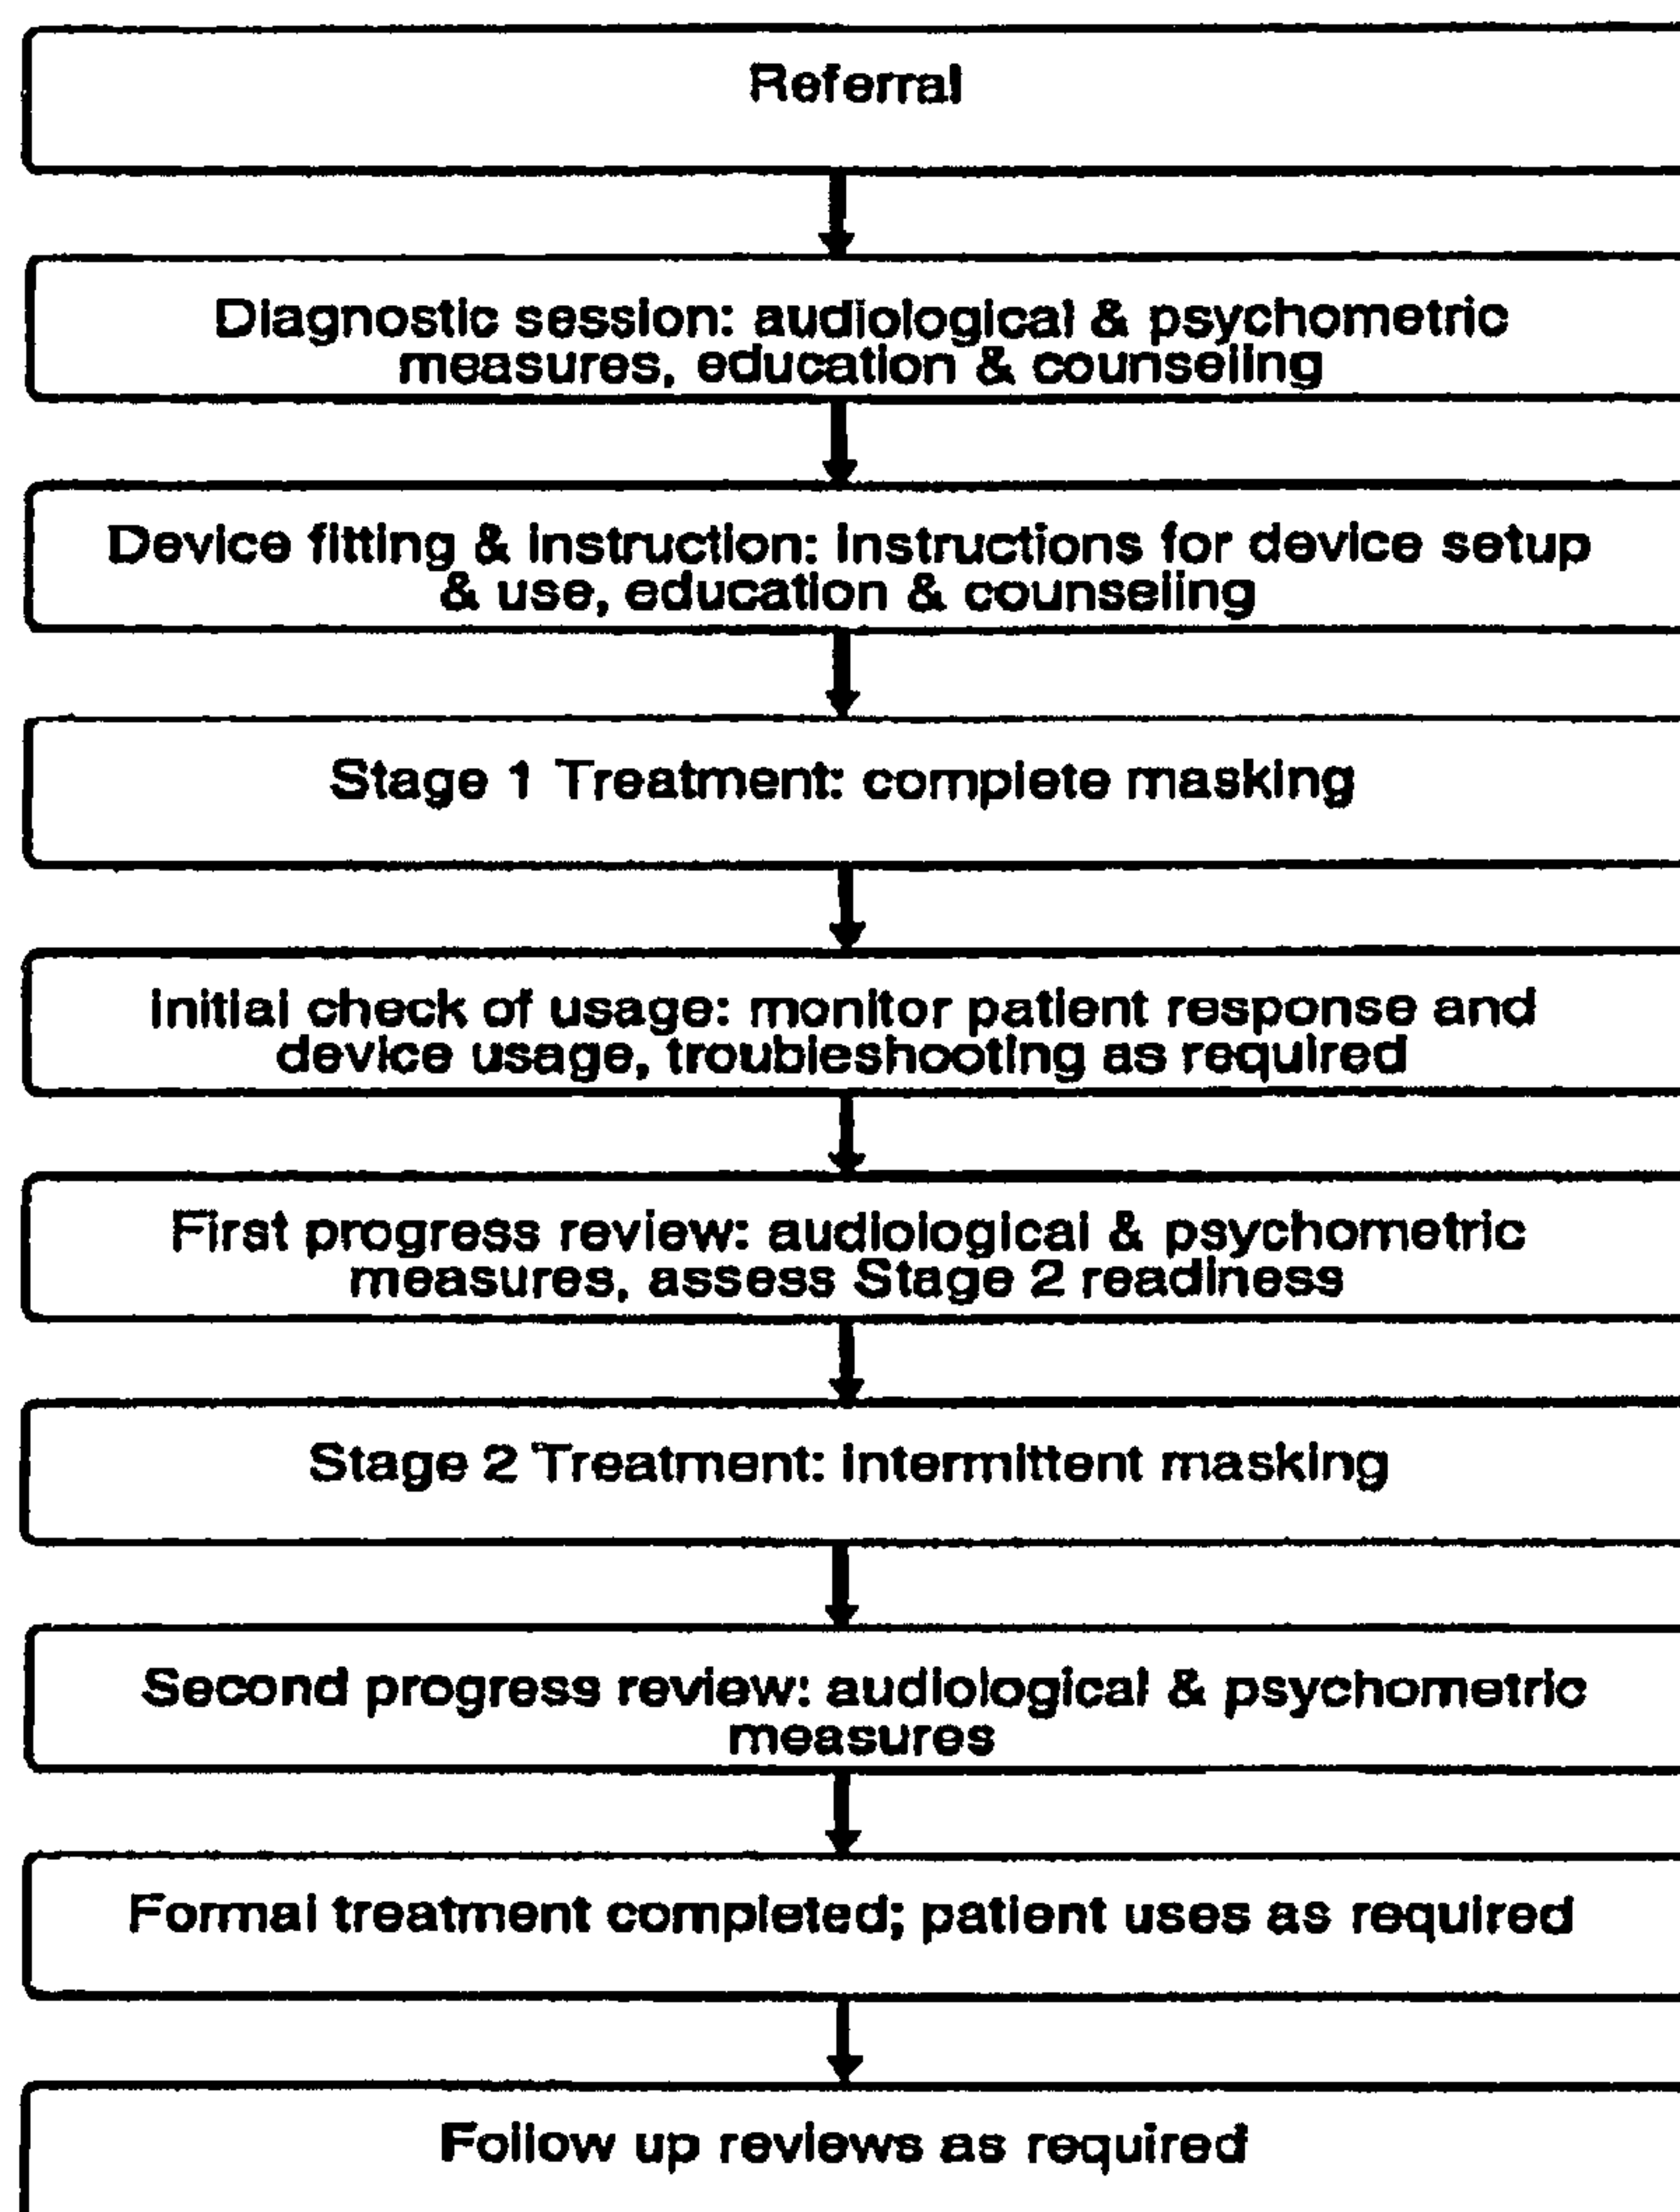 Referral
Diagnostic session: audiological & psychometric
measures, education & counseling
Device fitting & instruction: instructions for device setup
& use, education & counseling
Stage 1 Treatment: complete masking
Initial check of usage: monitor patient response and
device usage, troubleshooting as required
First progress review: audiological & psychometric
measures, assess Stage 2 readiness
Stage 2 Treatment: intermittent masking
Second progress review: audiological & psychometric
measures
Formal treatment completed; patient uses as required
Follow up reviews as required